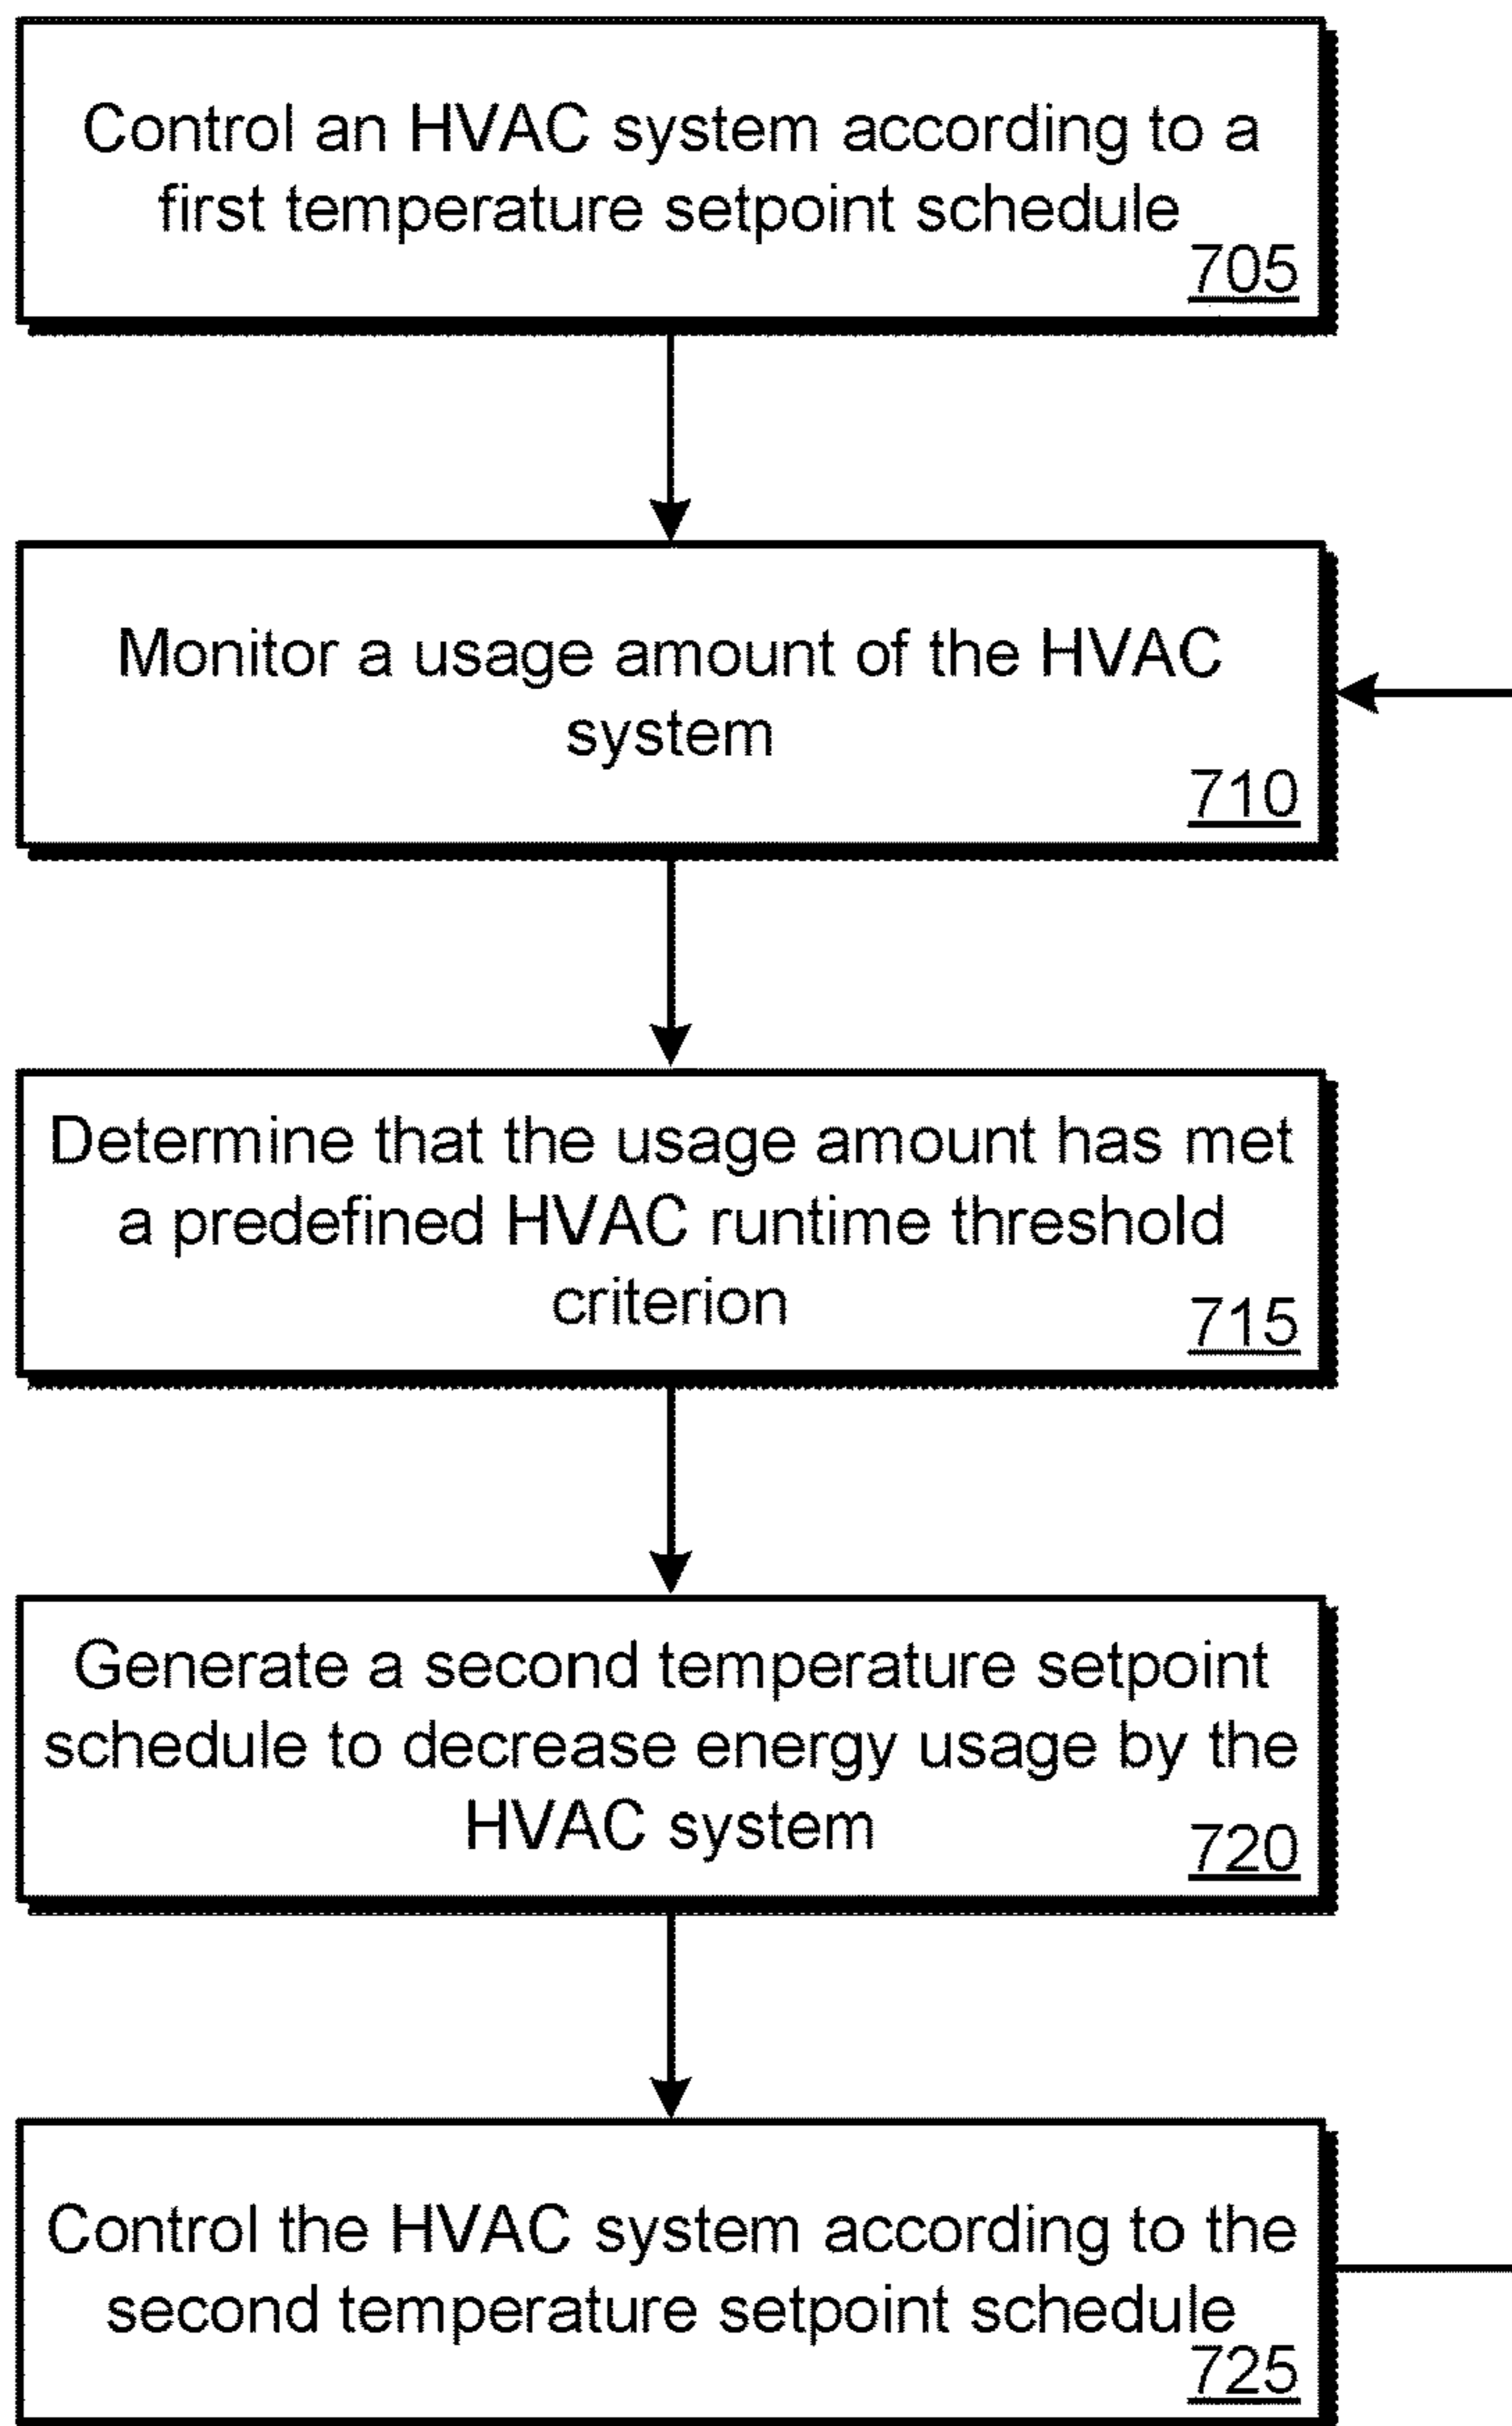 Control an HVAC system according to a
first temperature setpoint schedule
705
Monitor a usage amount of the HVAC
system
710
Determine that the usage amount has met
a predefined HVAC runtime threshold
criterion
715
Generate a second temperature setpoint
schedule to decrease energy usage by the
HVAC system
720
Control the HVAC system according to the
second temperature setpoint schedule
725